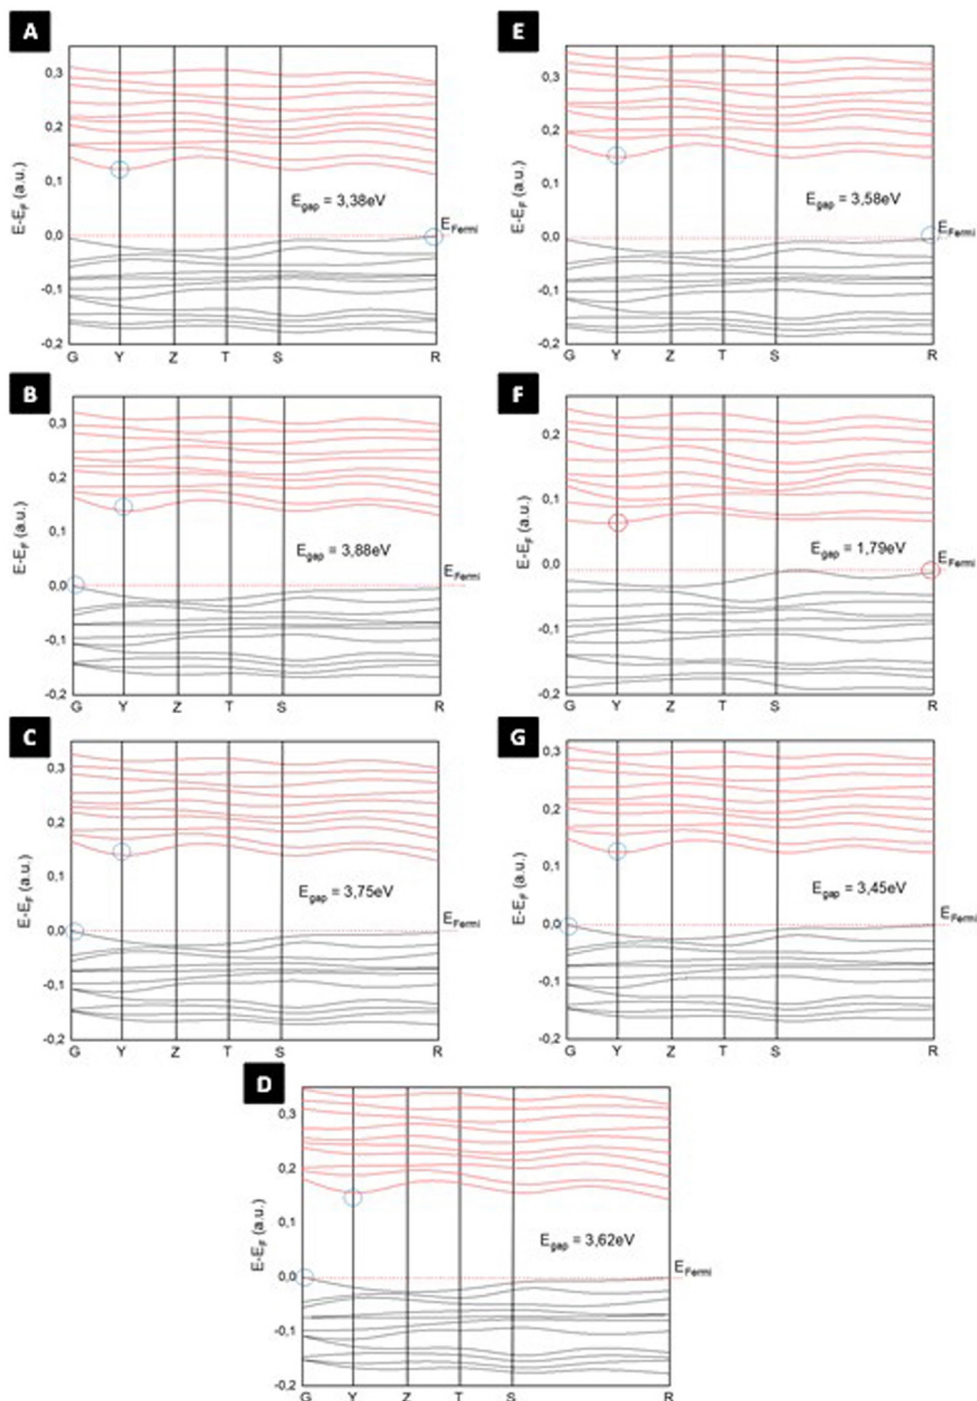 A
0,3
0,2
0,1
0,0
-0,1
-0,2
E-E_F (a.u.)
E_gap = 3,38eV
E_Fermi
G Y Z T S R
E
0,3
0,2
0,1
0,0
-0,1
-0,2
E-E_F (a.u.)
E_gap = 3,58eV
E_Fermi
G Y Z T S R
B
0,3
0,2
0,1
0,0
-0,1
-0,2
E-E_F (a.u.)
E_gap = 3,88eV
E_Fermi
G Y Z T S R
F
0,2
0,1
0,0
-0,1
-0,2
E-E_F (a.u.)
E_gap = 1,79eV
E_Fermi
G Y Z T S R
C
0,3
0,2
0,1
0,0
-0,1
-0,2
E-E_F (a.u.)
E_gap = 3,75eV
E_Fermi
G Y Z T S R
G
0,3
0,2
0,1
0,0
-0,1
-0,2
E-E_F (a.u.)
E_gap = 3,45eV
E_Fermi
G Y Z T S R
D
0,3
0,2
0,1
0,0
-0,1
-0,2
E-E_F (a.u.)
E_gap = 3,62eV
E_Fermi
G Y Z T S R